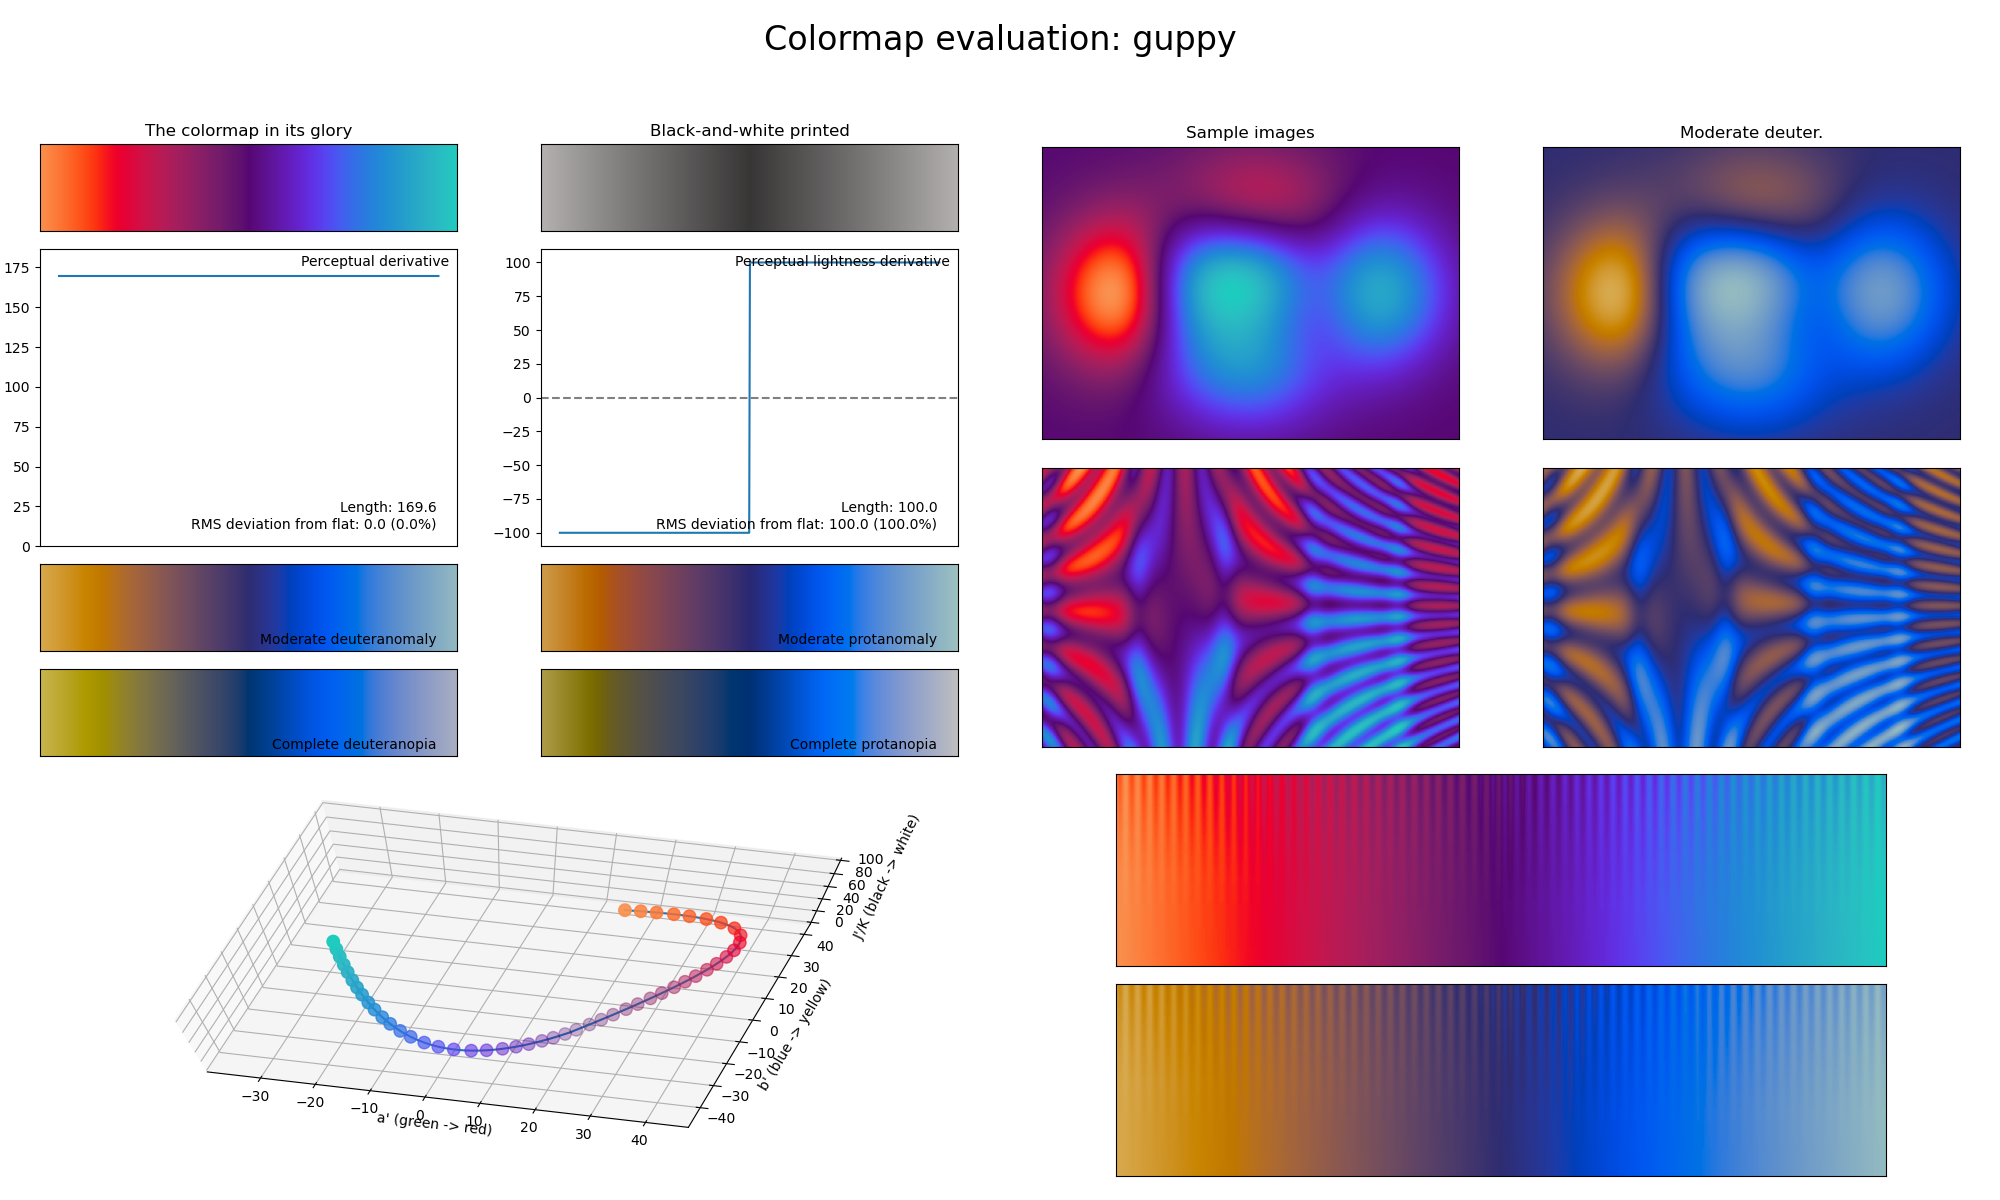 Colormap evaluation: guppy
The colormap in its glory
Black-and-white printed
Sample images
Moderate deuter.
Perceptual derivative
175
150
125
100
75
50
25
0
Length: 169.6
RMS deviation from flat: 0.0 (0.0%)
Perceptual lightness derivative
100
75
50
25
0
−25
−50
−75
−100
Length: 100.0
RMS deviation from flat: 100.0 (100.0%)
Moderate deuteranomaly
Moderate protanomaly
Complete deuteranopia
Complete protanopia
−30
−20
−10
0
10
20
30
40
a' (green -> red)
40
30
20
10
0
−10
−20
−30
−40
b' (blue -> yellow)
100
80
60
40
20
0
J'/K (black -> white)